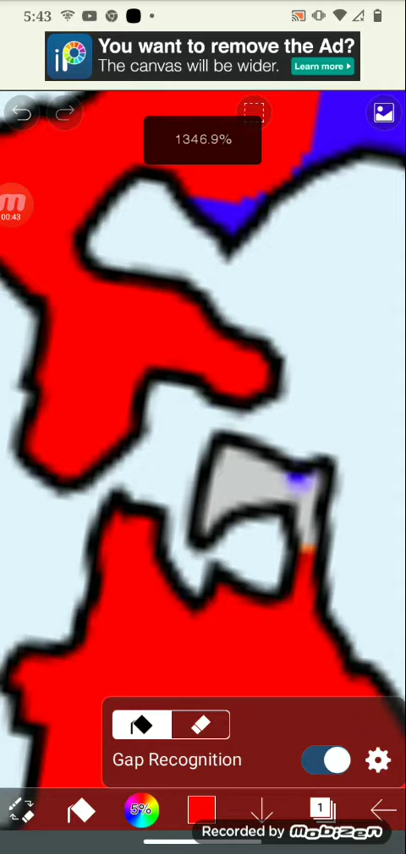 5:43
iP
You want to remove the Ad?
The canvas will be wider.
Learn more
1346.9%
00:43
Gap Recognition
5%
1
Recorded by mobizen